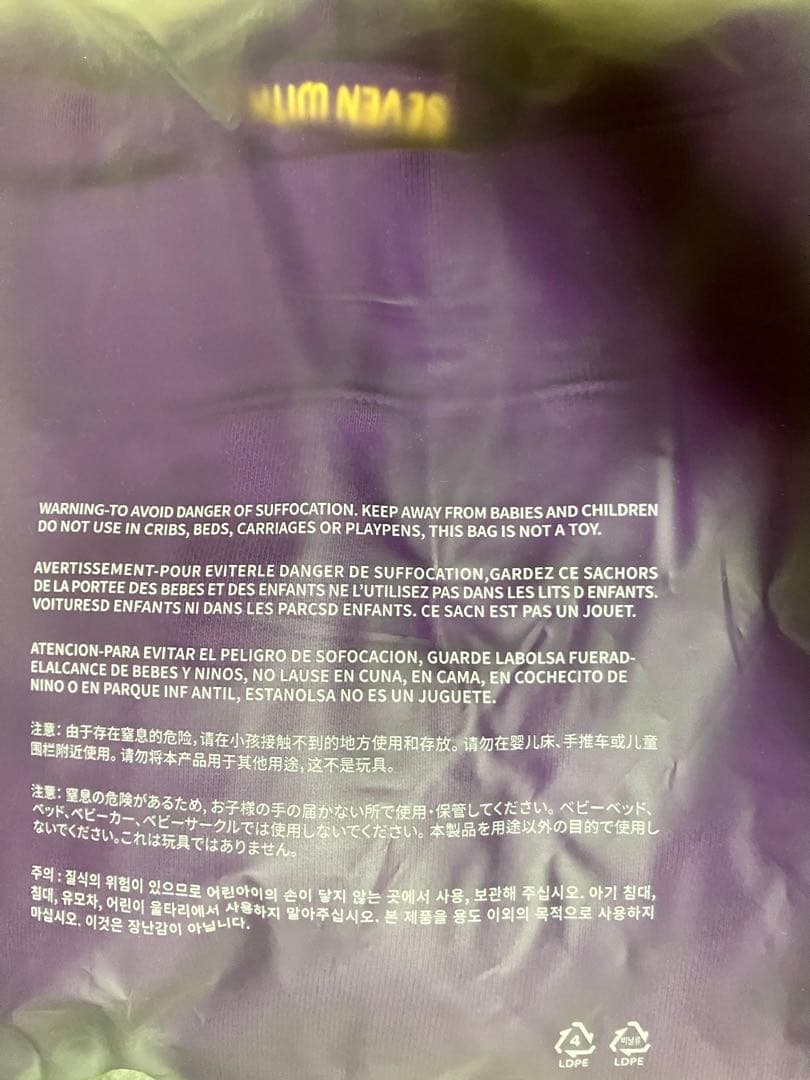 SEVEN WITH
WARNING-TO AVOID DANGER OF SUFFOCATION. KEEP AWAY FROM BABIES AND CHILDREN
DO NOT USE IN CRIBS, BEDS, CARRIAGES OR PLAYPENS, THIS BAG IS NOT A TOY.
AVERTISSEMENT-POUR EVITERLE DANGER DE SUFFOCATION,GARDEZ CE SACHORS
DE LA PORTEE DES BEBES ET DES ENFANTS NE L'UTILISEZ PAS DANS LES LITS D ENFANTS.
VOITURESD ENFANTS NI DANS LES PARCSD ENFANTS. CE SACN EST PAS UN JOUET.
ATENCION-PARA EVITAR EL PELIGRO DE SOFOCACION, GUARDE LABOLSA FUERAD-
ELALCANCE DE BEBES Y NINOS, NO LAUSE EN CUNA, EN CAMA, EN COCHECITO DE
NINO O EN PARQUE INF ANTIL, ESTANOLSA NO ES UN JUGUETE.
注意: 由于存在窒息的危险, 请在小孩接触不到的地方使用和存放。请勿在婴儿床、手推车或儿童
围栏附近使用。请勿将本产品用于其他用途, 这不是玩具。
注意: 窒息の危険があるため, お子様の手の届かない所で使用・保管してください。ベビーベッド、
ベッド、ベビーカー、ベビーサークルでは使用しないでください。本製品を用途以外の目的で使用し
ないでください。これは玩具ではありません。
주의 : 질식의 위험이 있으므로 어린아이의 손이 닿지 않는 곳에서 사용, 보관해 주십시오. 아기 침대,
침대, 유모차, 어린이 울타리에서 사용하지 말아주십시오. 본 제품을 용도 이외의 목적으로 사용하지
마십시오. 이것은 장난감이 아닙니다.
4 비닐류
LDPE LDPE